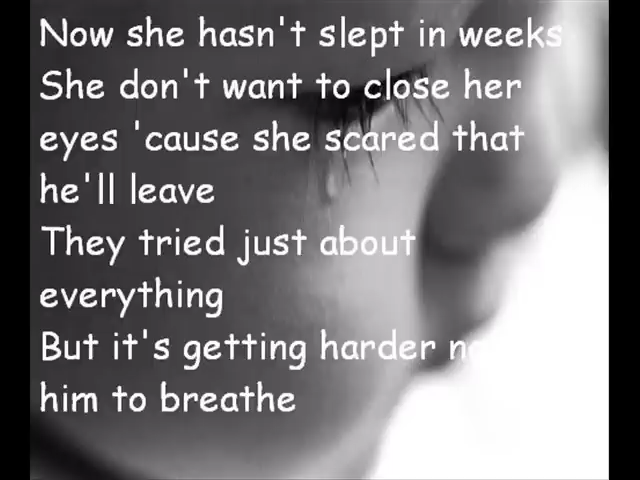 Now she hasn't slept in weeks
She don't want to close her
eyes 'cause she scared that
he'll leave
They tried just about
everything
But it's getting harder
him to breathe